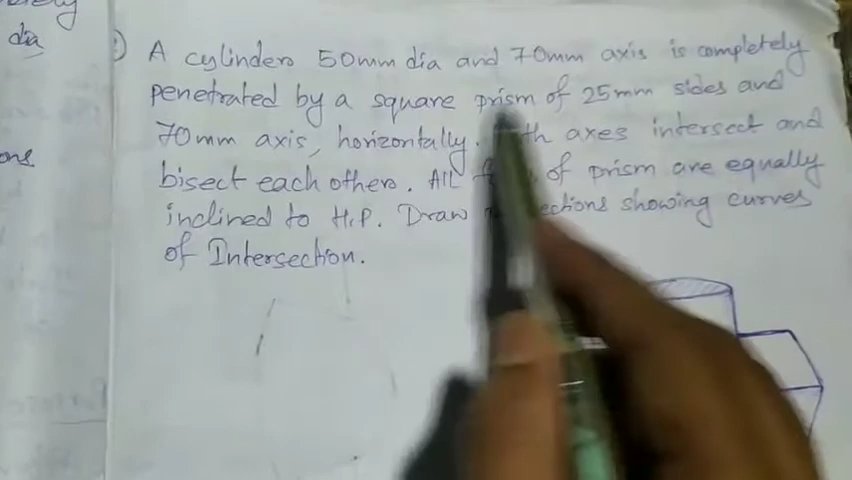 dia
A cylinder 50mm dia and 70mm axis is completely
penetrated by a square prism of 25mm sides and
70mm axis, horizontally. axes intersect and
bisect each other. All of prism are equally
inclined to H.P. Draw showing curves
of Intersection.